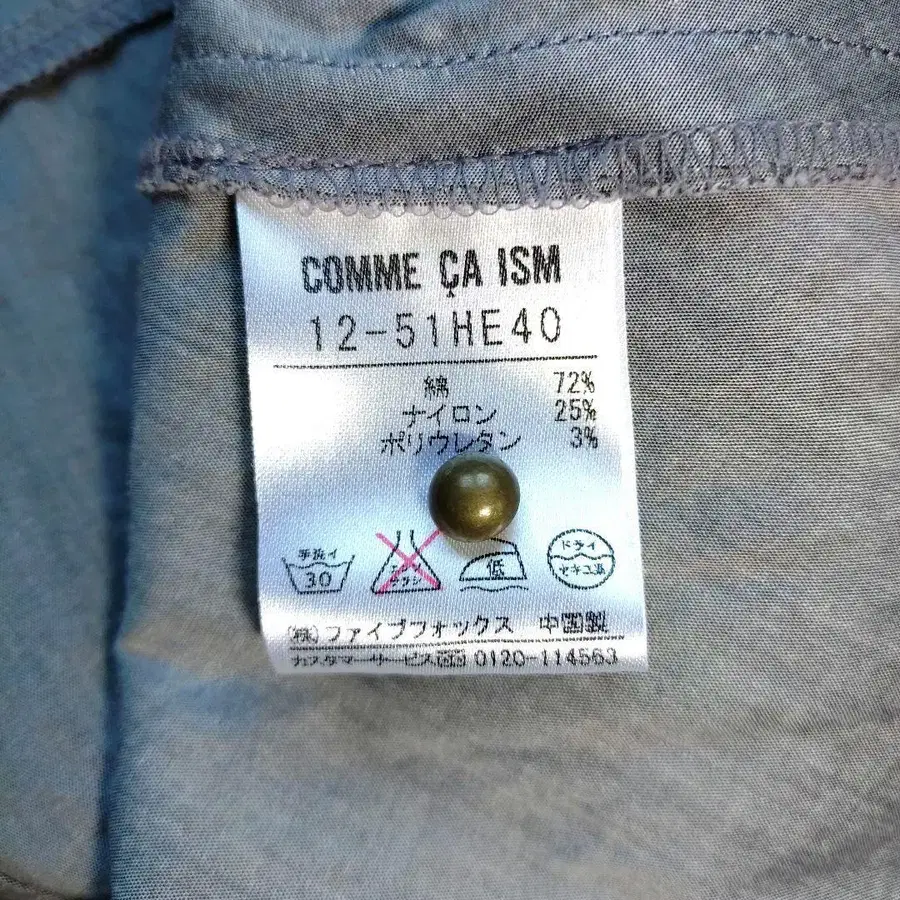 COMME ÇA ISM
12-51HE40
綿 72%
ナイロン 25%
ポリウレタン 3%
手洗イ
30
低
ドライ
セキユ系
㈱ファイブフォックス 中国製
カスタマーサービス 0120-114563